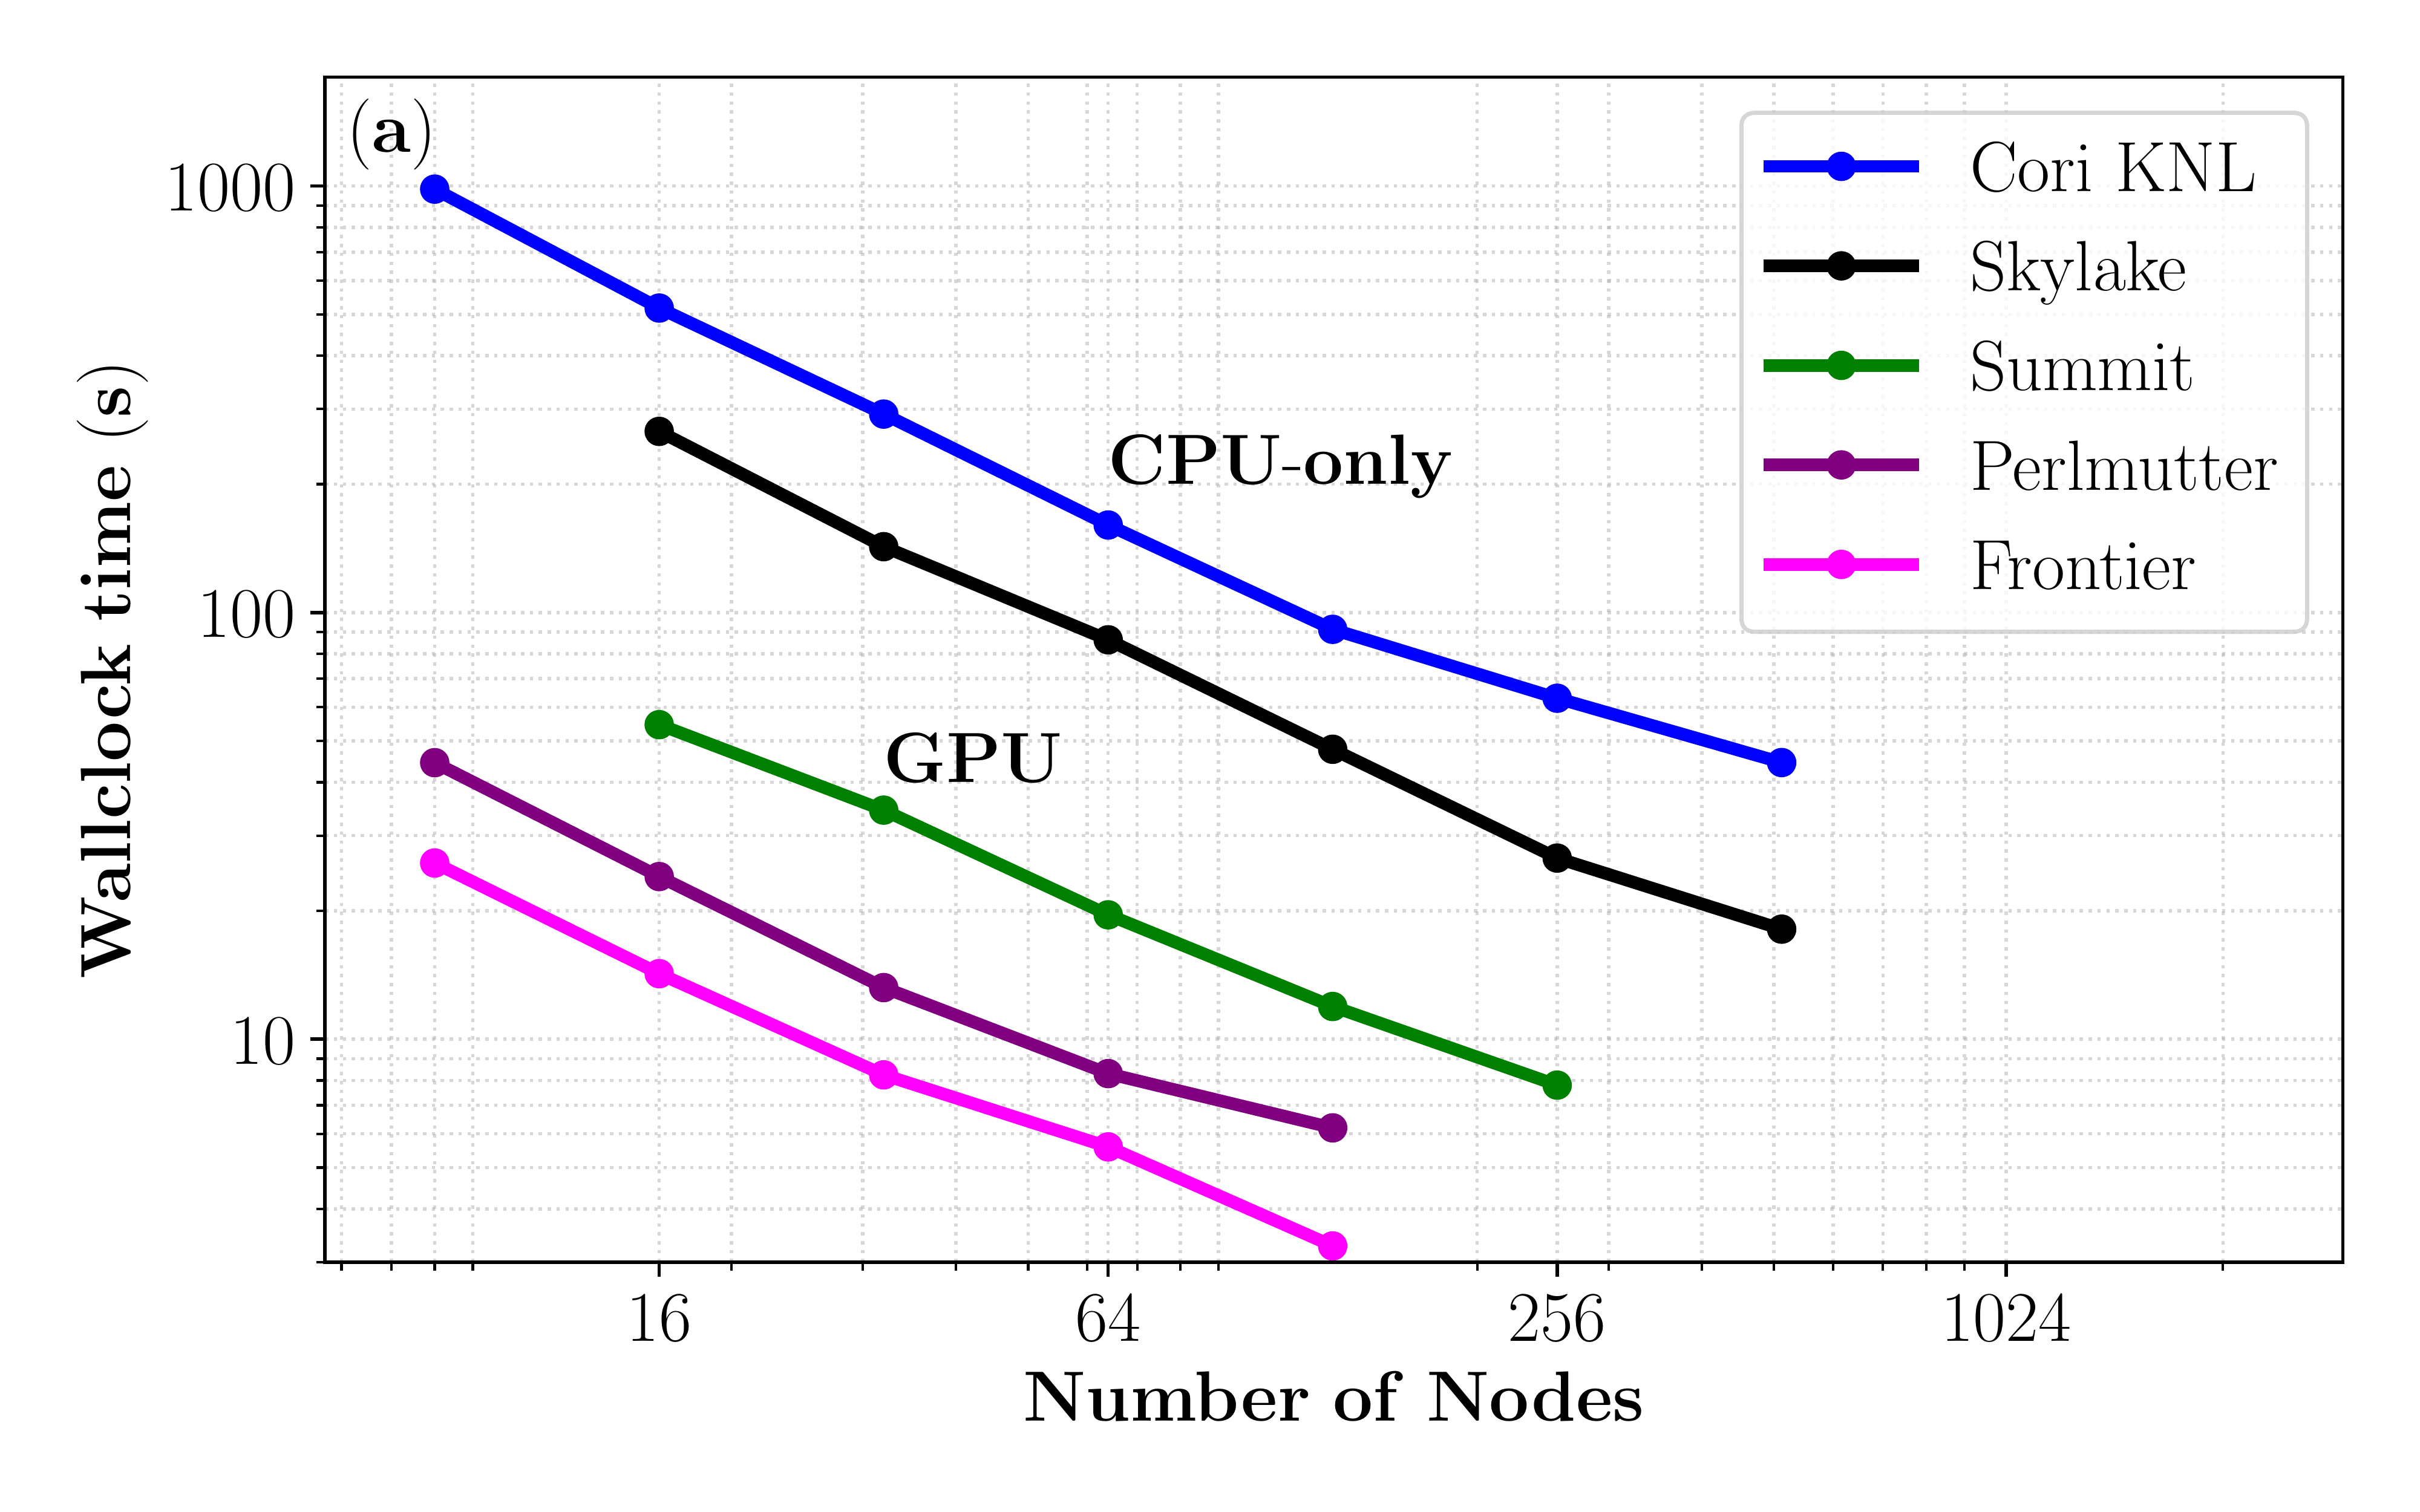 (a)
1000
100
10
Wallclock time (s)
CPU-only
GPU
Cori KNL
Skylake
Summit
Perlmutter
Frontier
16 64 256 1024
Number of Nodes